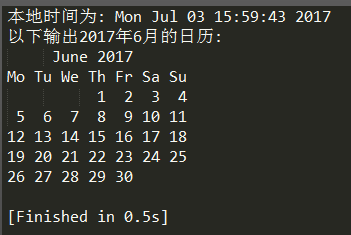 本地时间为: Mon Jul 03 15:59:43 2017
以下输出2017年6月的日历:
     June 2017
Mo Tu We Th Fr Sa Su
          1  2  3  4
 5  6  7  8  9 10 11
12 13 14 15 16 17 18
19 20 21 22 23 24 25
26 27 28 29 30
[Finished in 0.5s]